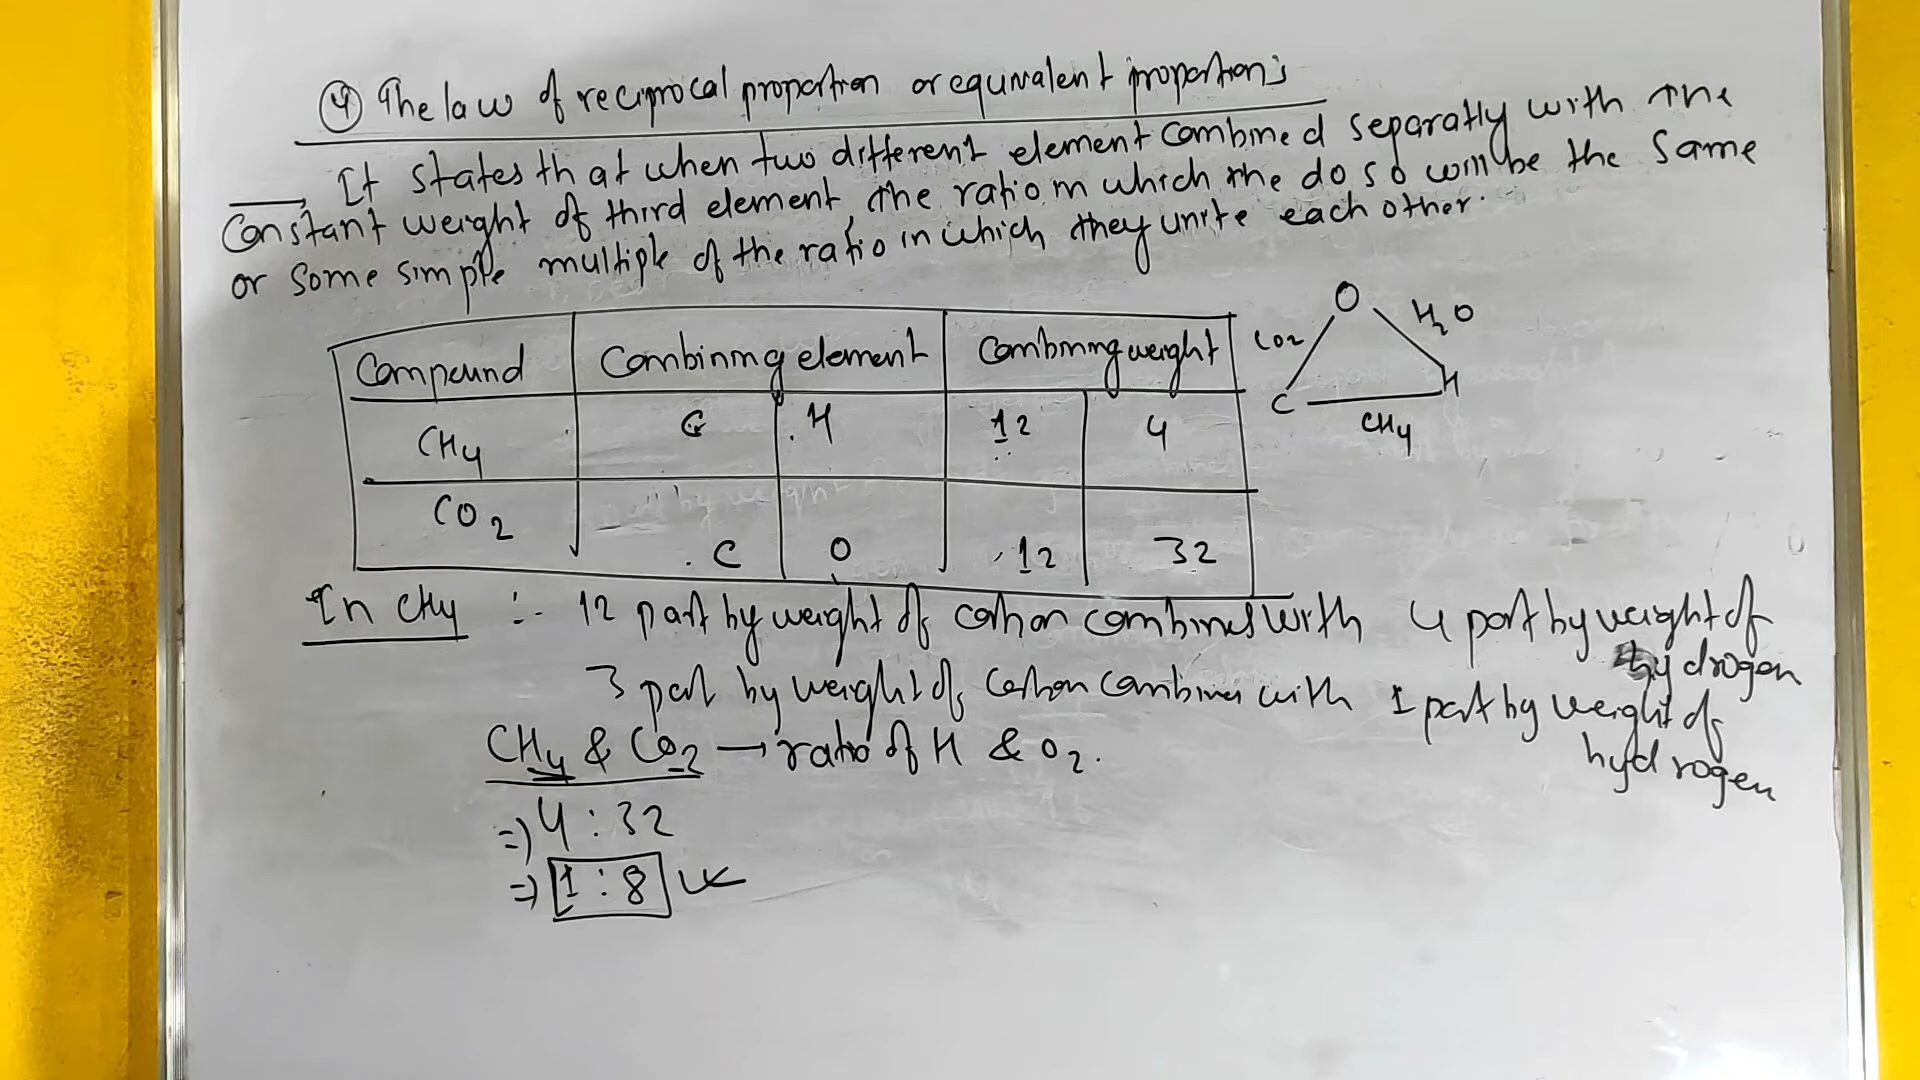 ④ The law of reciprocal proportion or equivalent proportions
It states that when two different element combined separatly with the
Constant weight of third element, the ratio in which the do so will be the same
or some simple multiple of the ratio in which they unite each other.
Compound Combining element Combining weight
CH4 C H 12 4
CO2 C O 12 32
O
CO2 H2O
C H
CH4
In CH4 :- 12 part by weight of carbon combines with 4 part by weight of
hydrogen
3 part by weight of carbon combines with 1 part by weight of
hydrogen
CH4 & CO2 → ratio of H & O2.
=> 4 : 32
=> 1 : 8